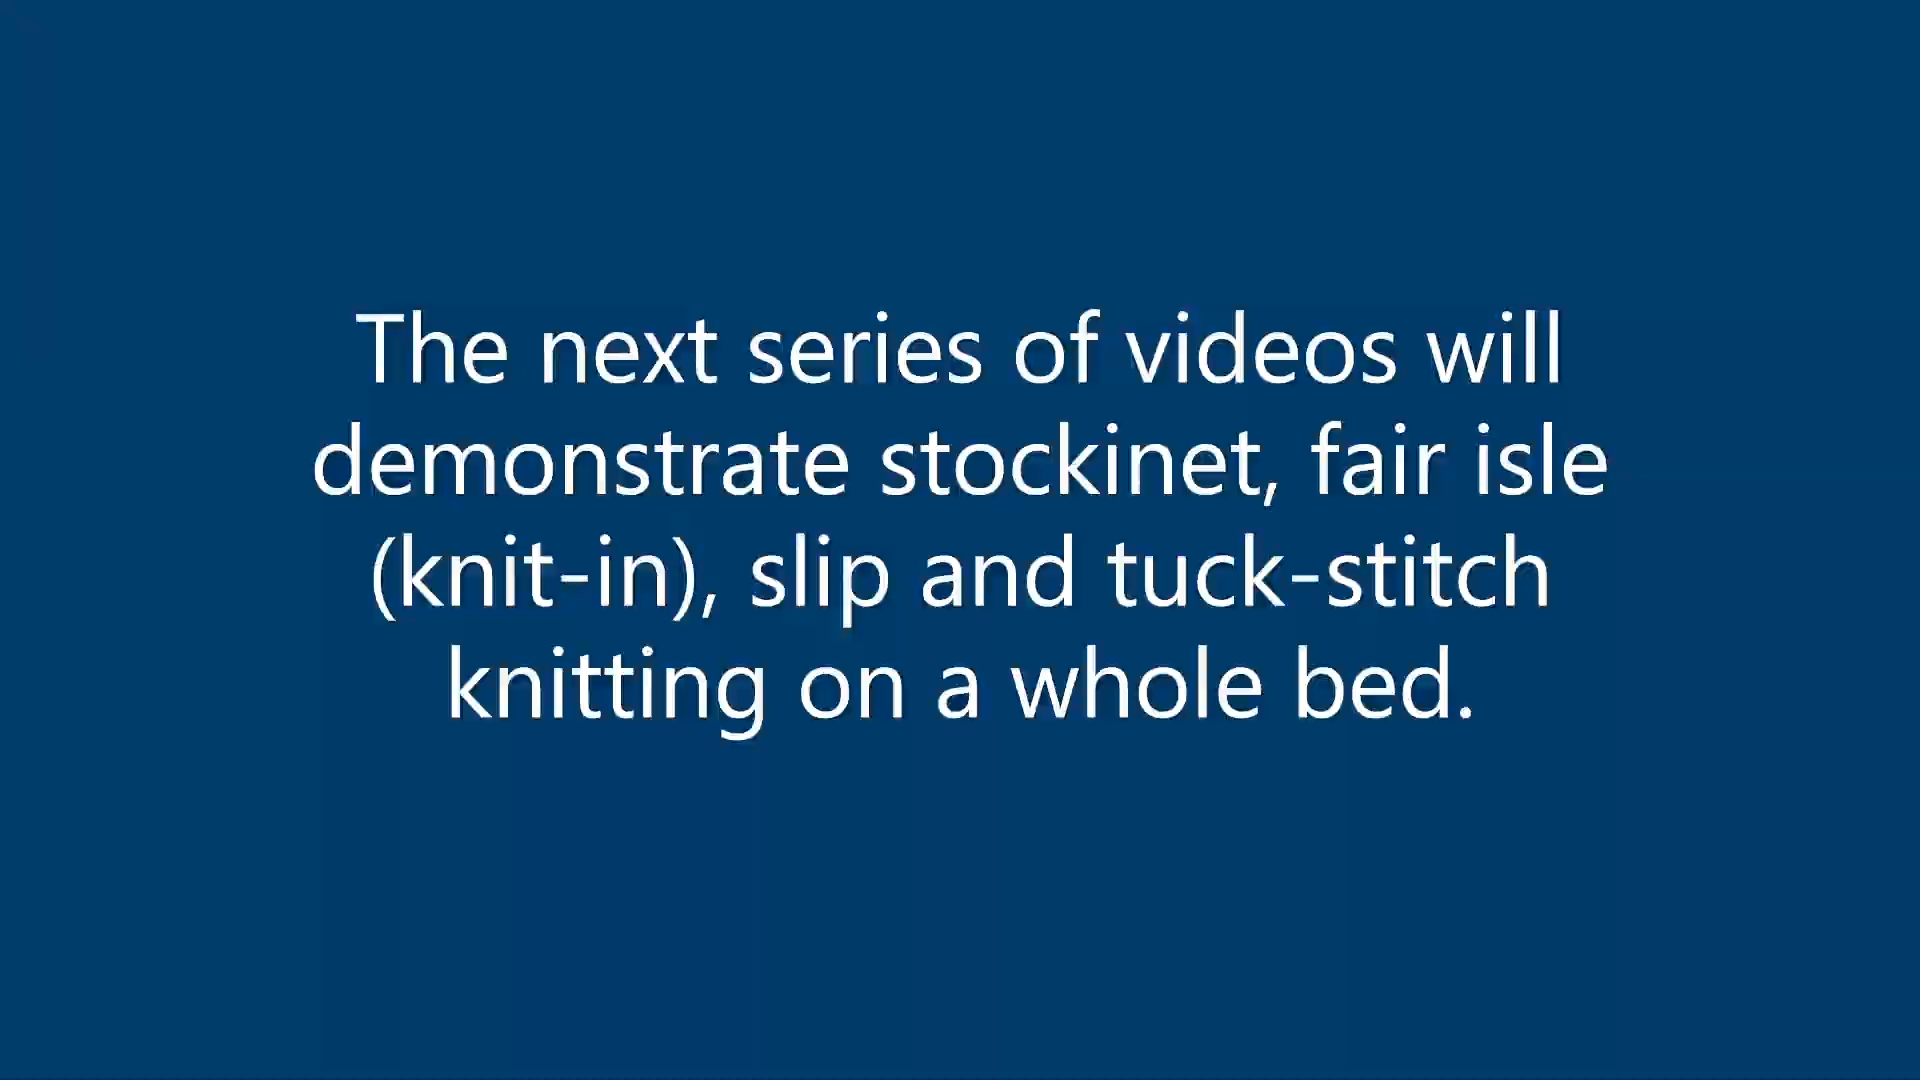 The next series of videos will
demonstrate stockinet, fair isle
(knit-in), slip and tuck-stitch
knitting on a whole bed.